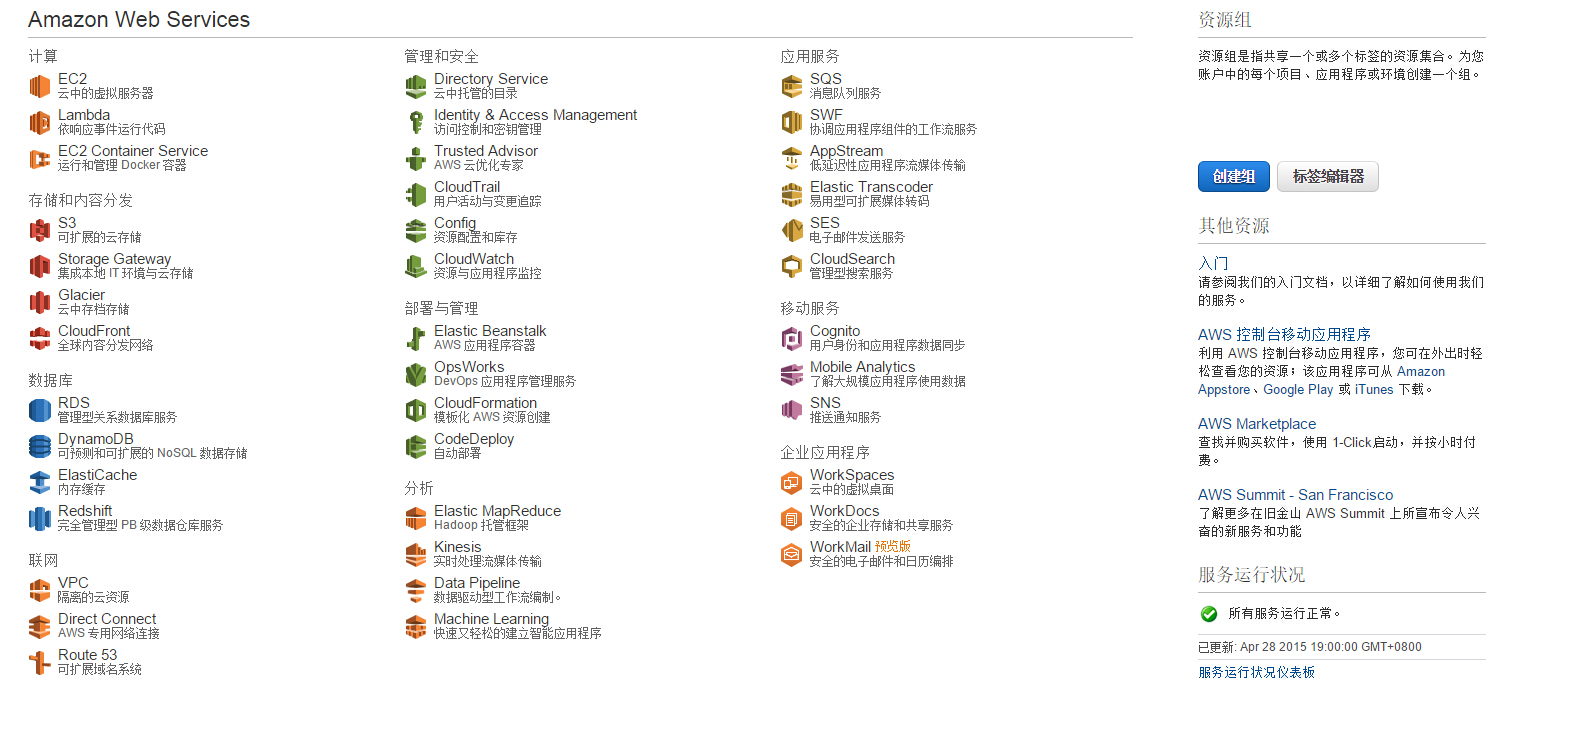 Amazon Web Services
计算
EC2
云中的虚拟服务器
Lambda
依响应事件运行代码
EC2 Container Service
运行和管理 Docker 容器
存储和内容分发
S3
可扩展的云存储
Storage Gateway
集成本地 IT 环境与云存储
Glacier
云中存档存储
CloudFront
全球内容分发网络
数据库
RDS
管理型关系数据库服务
DynamoDB
可预测和可扩展的 NoSQL 数据存储
ElastiCache
内存缓存
Redshift
完全管理型 PB 级数据仓库服务
联网
VPC
隔离的云资源
Direct Connect
AWS 专用网络连接
Route 53
可扩展域名系统
管理和安全
Directory Service
云中托管的目录
Identity & Access Management
访问控制和密钥管理
Trusted Advisor
AWS 云优化专家
CloudTrail
用户活动与变更追踪
Config
资源配置和库存
CloudWatch
资源与应用程序监控
部署与管理
Elastic Beanstalk
AWS 应用程序容器
OpsWorks
DevOps 应用程序管理服务
CloudFormation
模板化 AWS 资源创建
CodeDeploy
自动部署
分析
Elastic MapReduce
Hadoop 托管框架
Kinesis
实时处理流媒体传输
Data Pipeline
数据驱动型工作流编制。
Machine Learning
快速又轻松的建立智能应用程序
应用服务
SQS
消息队列服务
SWF
协调应用程序组件的工作流服务
AppStream
低延迟性应用程序流媒体传输
Elastic Transcoder
易用型可扩展媒体转码
SES
电子邮件发送服务
CloudSearch
管理型搜索服务
移动服务
Cognito
用户身份和应用程序数据同步
Mobile Analytics
了解大规模应用程序使用数据
SNS
推送通知服务
企业应用程序
WorkSpaces
云中的虚拟桌面
WorkDocs
安全的企业存储和共享服务
WorkMail 预览版
安全的电子邮件和日历编排
资源组
资源组是指共享一个或多个标签的资源集合。为您
账户中的每个项目、应用程序或环境创建一个组。
创建组 标签编辑器
其他资源
入门
请参阅我们的入门文档，以详细了解如何使用我们
的服务。
AWS 控制台移动应用程序
利用 AWS 控制台移动应用程序，您可在外出时轻
松查看您的资源；该应用程序可从 Amazon
Appstore、Google Play 或 iTunes 下载。
AWS Marketplace
查找并购买软件，使用 1-Click启动，并按小时付
费。
AWS Summit - San Francisco
了解更多在旧金山 AWS Summit 上所宣布令人兴
奋的新服务和功能
服务运行状况
所有服务运行正常。
已更新: Apr 28 2015 19:00:00 GMT+0800
服务运行状况仪表板